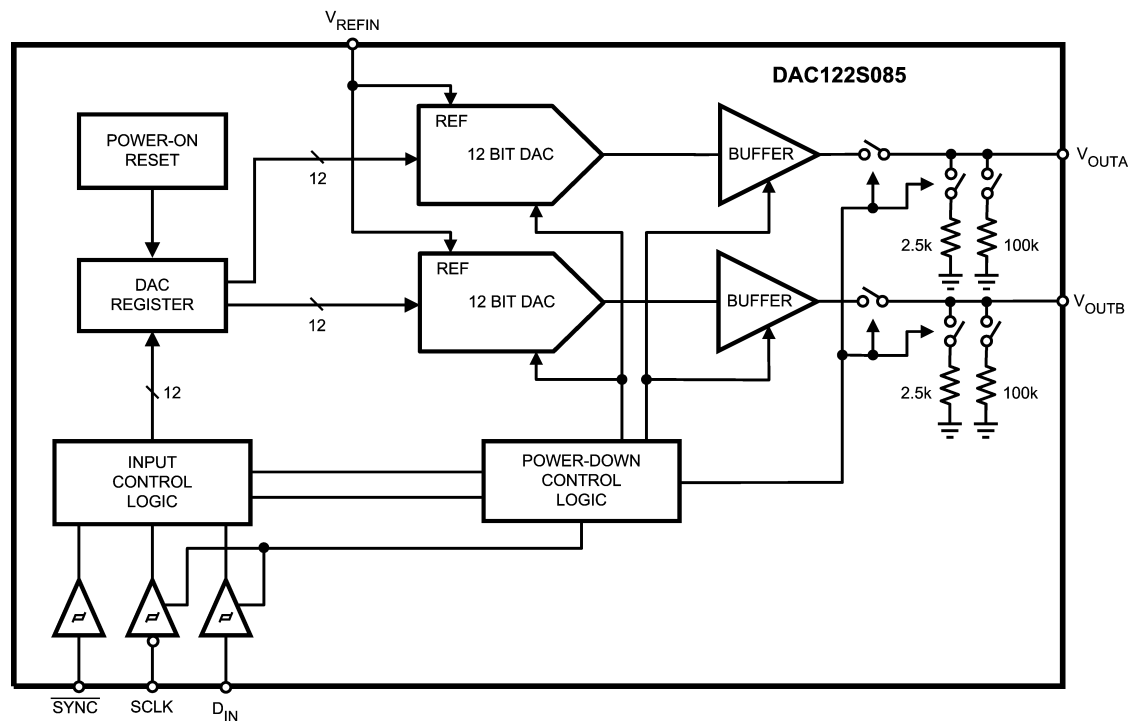 VREFIN
DAC122S085
POWER-ON
RESET
REF
12 BIT DAC
BUFFER
VOUTA
12
2.5k
100k
DAC
REGISTER
REF
12 BIT DAC
BUFFER
VOUTB
12
2.5k
100k
12
INPUT
CONTROL
LOGIC
POWER-DOWN
CONTROL
LOGIC
SYNC
SCLK
DIN